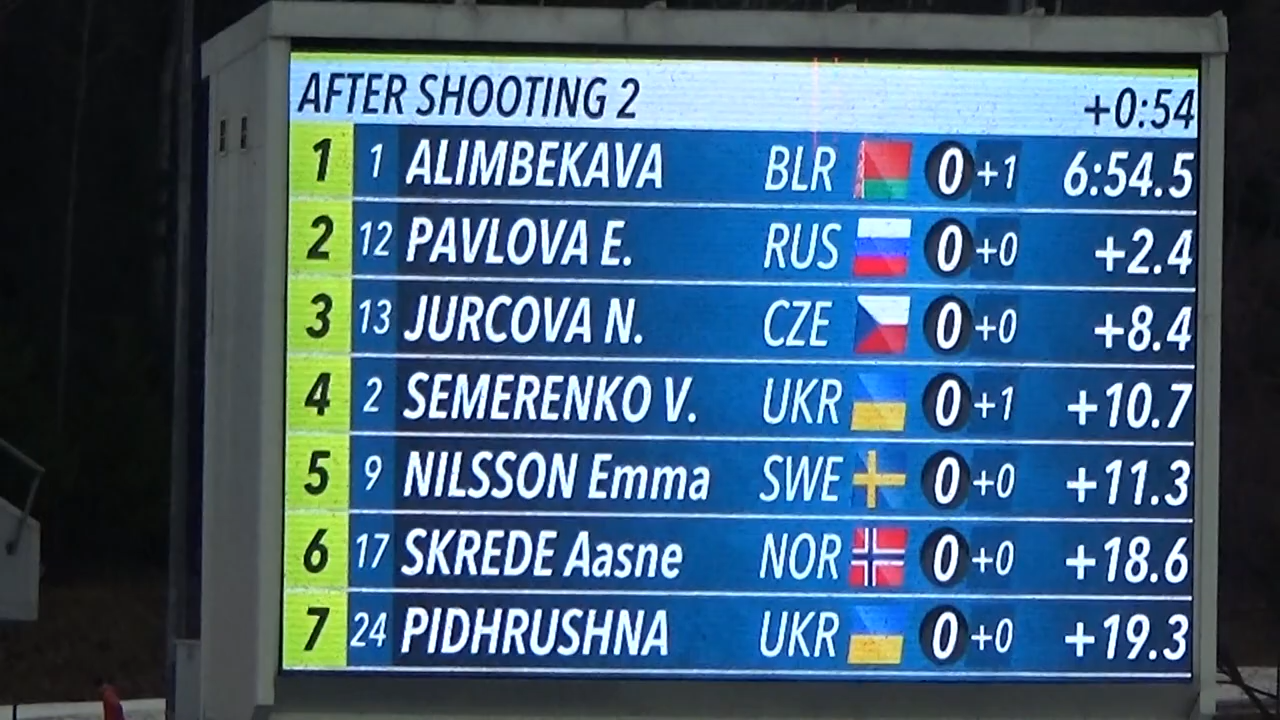 AFTER SHOOTING 2 +0:54
1 1 ALIMBEKAVA BLR 0 +1 6:54.5
2 12 PAVLOVA E. RUS 0 +0 +2.4
3 13 JURCOVA N. CZE 0 +0 +8.4
4 2 SEMERENKO V. UKR 0 +1 +10.7
5 9 NILSSON Emma SWE 0 +0 +11.3
6 17 SKREDE Aasne NOR 0 +0 +18.6
7 24 PIDHRUSHNA UKR 0 +0 +19.3